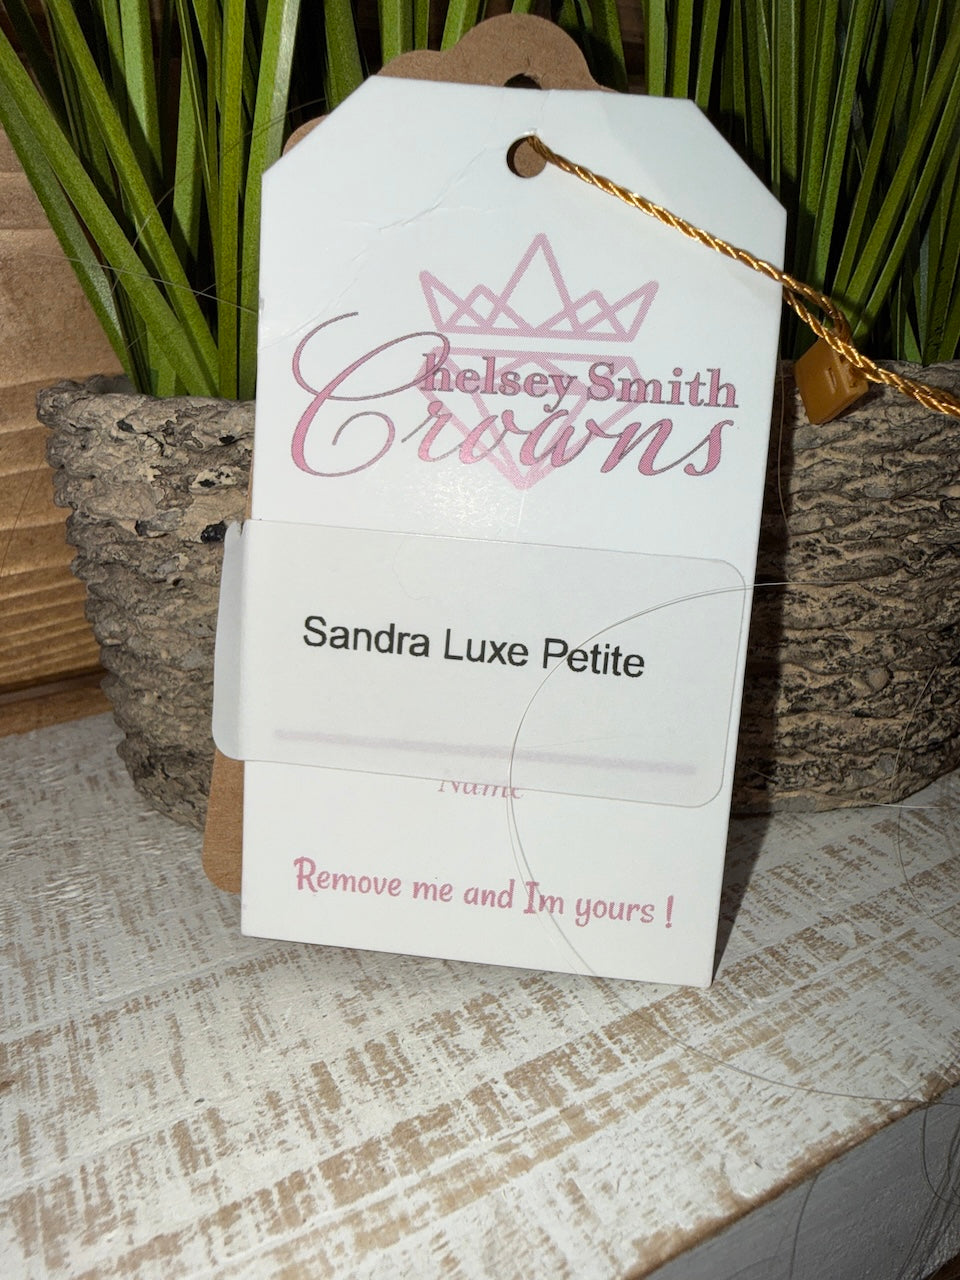 Chelsey Smith
Crowns
Sandra Luxe Petite
Name
Remove me and Im yours !